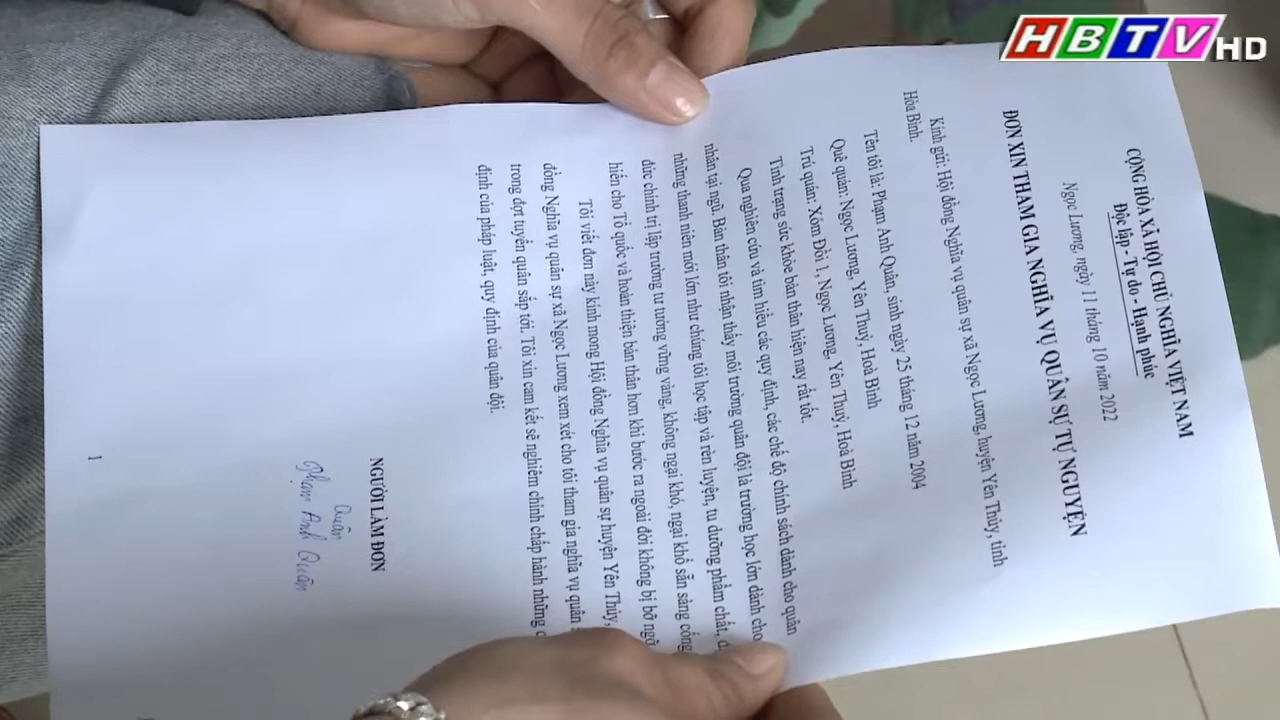 HBTV HD
CỘNG HÒA XÃ HỘI CHỦ NGHĨA VIỆT NAM
Độc lập - Tự do - Hạnh phúc
Ngọc Lương, ngày 11 tháng 10 năm 2022
ĐƠN XIN THAM GIA NGHĨA VỤ QUÂN SỰ TỰ NGUYỆN
Kính gửi: Hội đồng Nghĩa vụ quân sự xã Ngọc Lương, huyện Yên Thủy, tỉnh
Hòa Bình.
Tên tôi là: Phạm Anh Quân, sinh ngày 25 tháng 12 năm 2004
Quê quán: Ngọc Lương, Yên Thuỷ, Hoà Bình
Trú quán: Xóm Đồi 1, Ngọc Lương, Yên Thuỷ, Hoà Bình
Tình trạng sức khỏe bản thân hiện nay rất tốt.
Qua nghiên cứu và tìm hiểu các quy định, các chế độ chính sách dành cho quân
nhân tại ngũ. Bản thân tôi nhận thấy môi trường quân đội là trường học lớn dành cho
những thanh niên mới lớn như chúng tôi học tập và rèn luyện, tu dưỡng phẩm chất,
đức chính trị lập trường tư tưởng vững vàng, không ngại khó, ngại khổ sẵn sàng cống
hiến cho Tổ quốc và hoàn thiện bản thân hơn khi bước ra ngoài đời không bị bỡ ngỡ
Tôi viết đơn này kính mong Hội đồng Nghĩa vụ quân sự huyện Yên Thủy,
đồng Nghĩa vụ quân sự xã Ngọc Lương xem xét cho tôi tham gia nghĩa vụ quân
trong đợt tuyển quân sắp tới. Tôi xin cam kết sẽ nghiêm chỉnh chấp hành những
định của pháp luật, quy định của quân đội.
NGƯỜI LÀM ĐƠN
Quân
Phạm Anh Quân
1